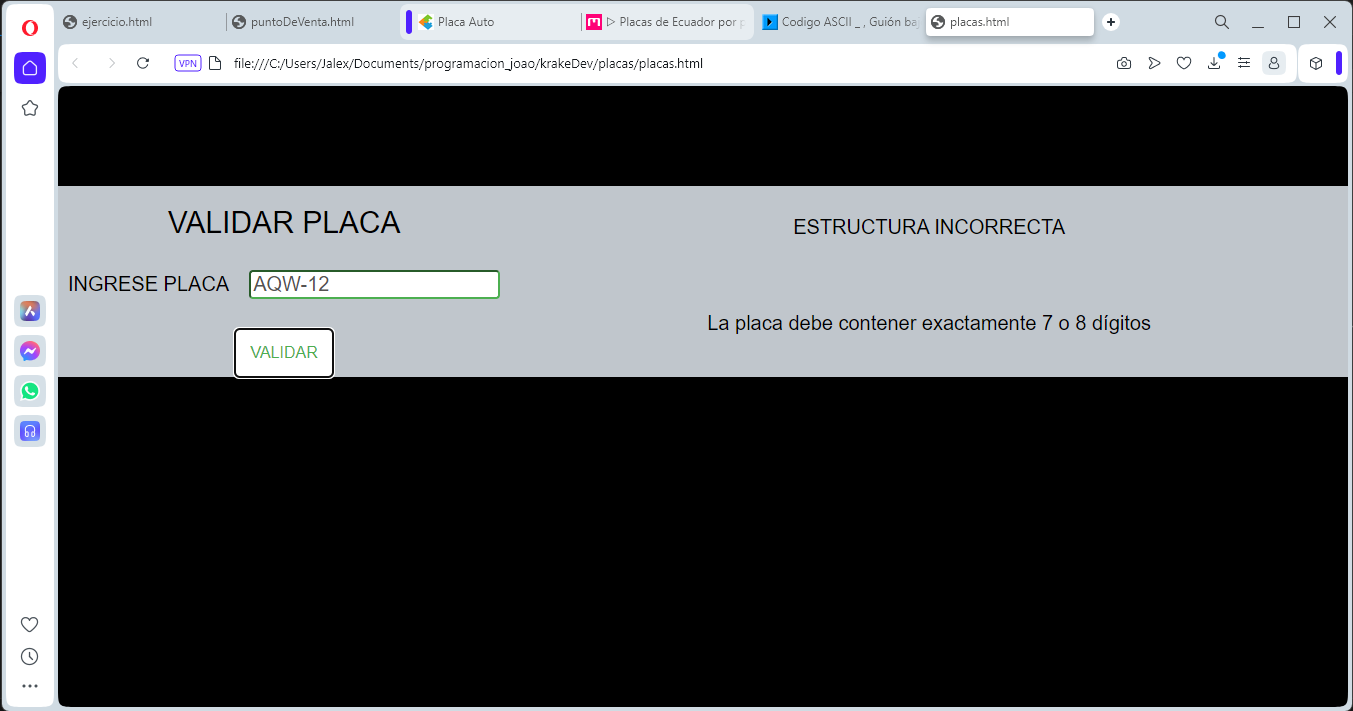 ejercicio.html
puntoDeVenta.html
Placa Auto
▷ Placas de Ecuador por p
Codigo ASCII _ , Guión baj
placas.html
VPN
file:///C:/Users/Jalex/Documents/programacion_joao/krakeDev/placas/placas.html
VALIDAR PLACA
ESTRUCTURA INCORRECTA
INGRESE PLACA
AQW-12
La placa debe contener exactamente 7 o 8 dígitos
VALIDAR